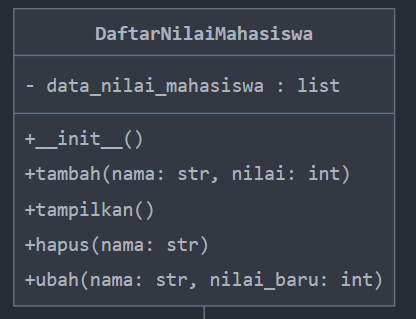 DaftarNilaiMahasiswa
- data_nilai_mahasiswa : list
+__init__()
+tambah(nama: str, nilai: int)
+tampilkan()
+hapus(nama: str)
+ubah(nama: str, nilai_baru: int)